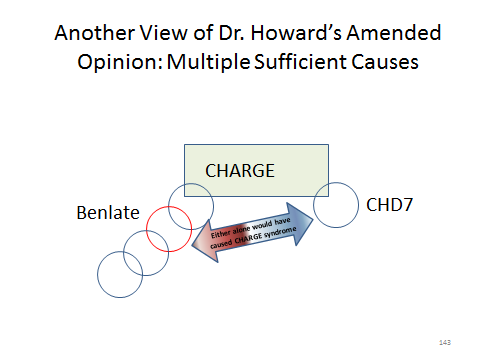 Another View of Dr. Howard's Amended
Opinion: Multiple Sufficient Causes
CHARGE
Benlate
CHD7
Either alone would have
caused CHARGE syndrome
143